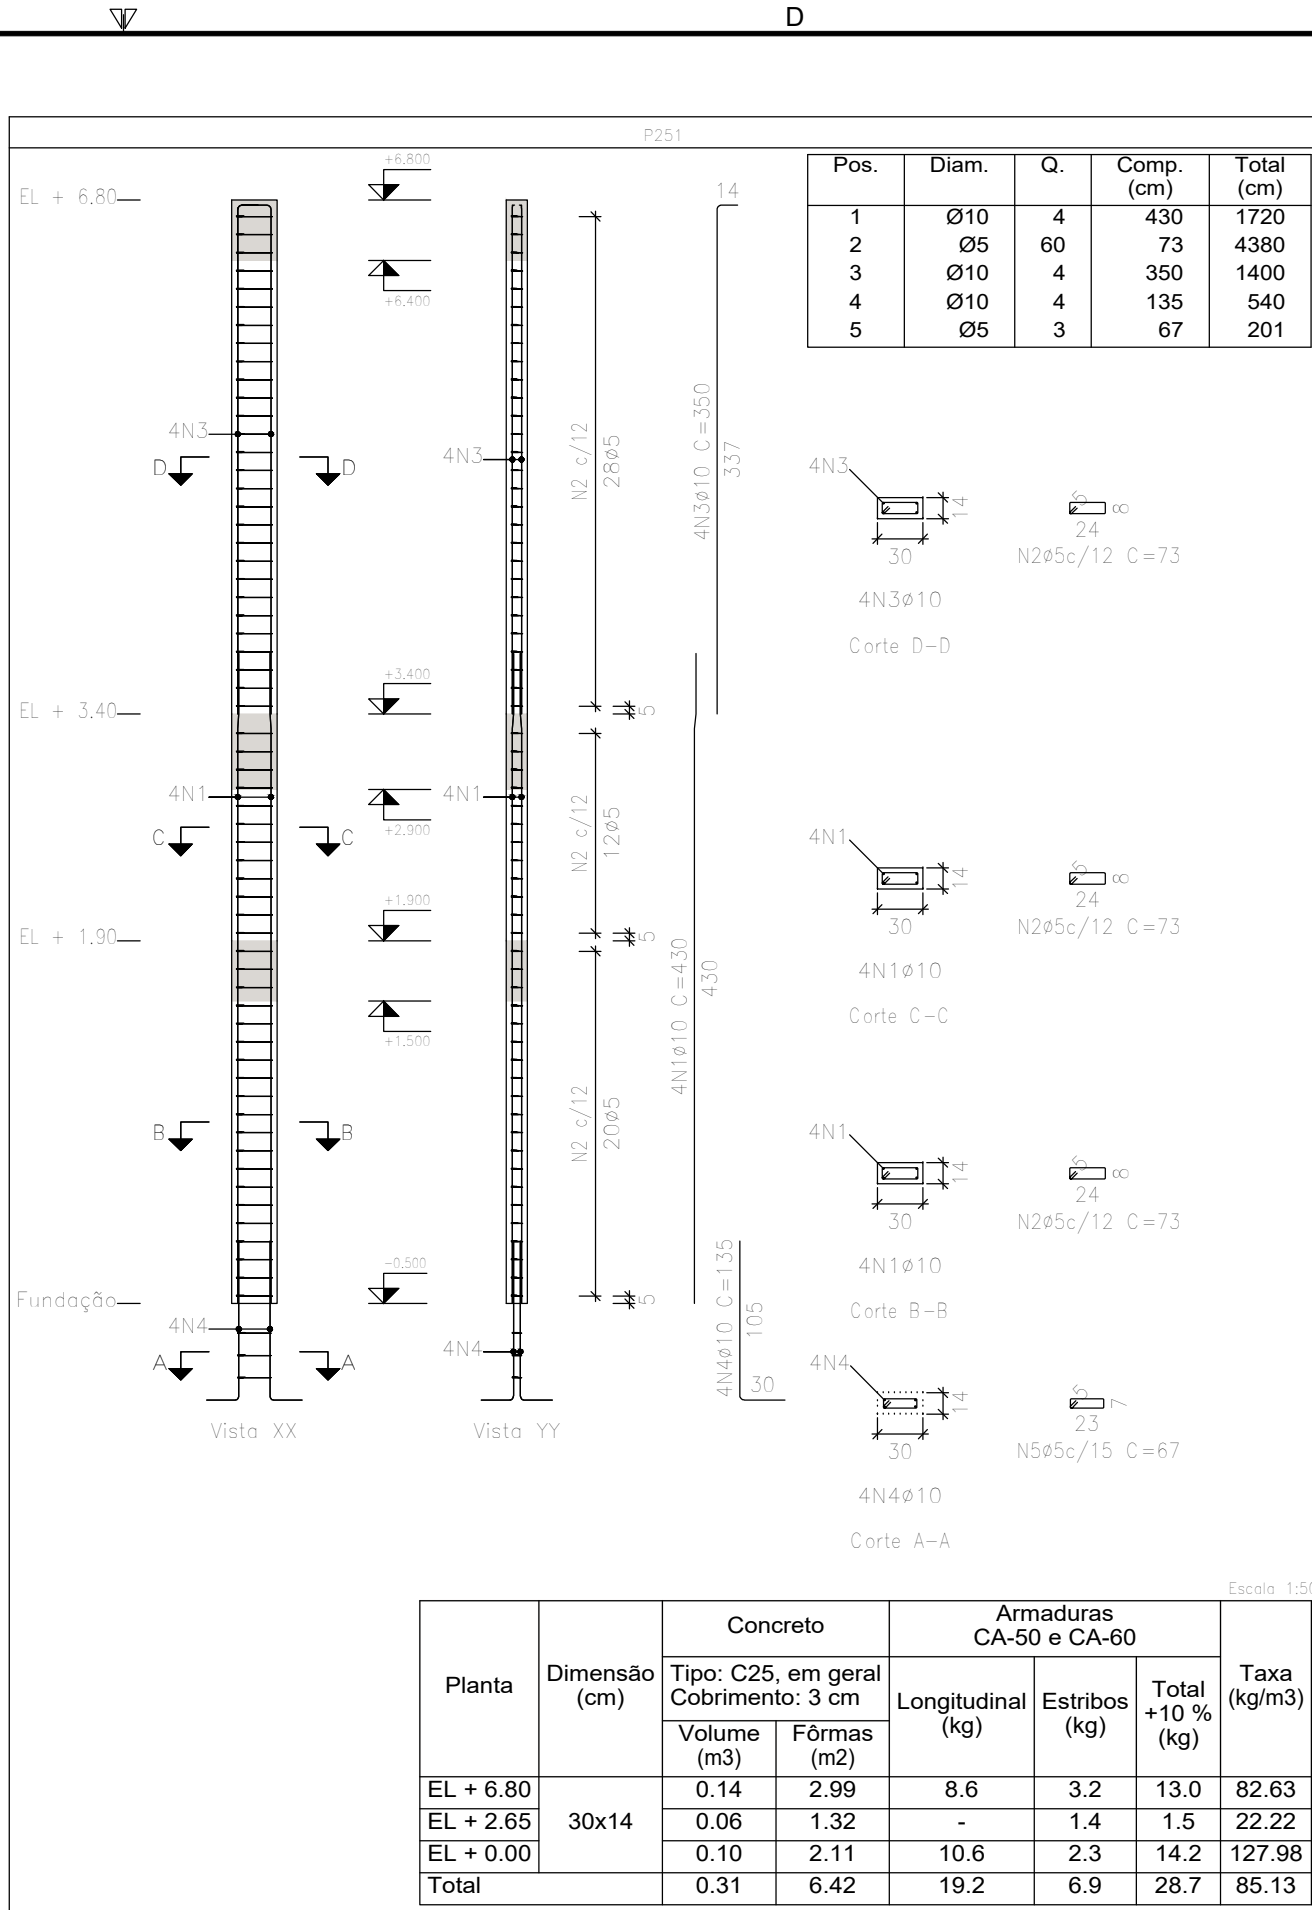 D
P251
Pos. Diam. Q. Comp. (cm) Total (cm)
1 Ø10 4 430 1720
2 Ø5 60 73 4380
3 Ø10 4 350 1400
4 Ø10 4 135 540
5 Ø5 3 67 201
EL + 6.80
+6.800
+6.400
14
4N3
D D
4N3
N2 c/12
28ø5
4N3ø10 C=350
337
4N3
14
30
4N3ø10
Corte D-D
5
8
24
N2ø5c/12 C=73
EL + 3.40
+3.400
5
4N1
C C
+2.900
4N1
N2 c/12
12ø5
4N1
14
30
4N1ø10
Corte C-C
5
8
24
N2ø5c/12 C=73
EL + 1.90
+1.900
5
+1.500
4N1ø10 C=430
430
B B
N2 c/12
20ø5
4N1
14
30
4N1ø10
Corte B-B
5
8
24
N2ø5c/12 C=73
Fundação
-0.500
5
4N4
A A
4N4
4N4ø10 C=135
105
30
4N4
14
30
4N4ø10
Corte A-A
5
7
23
N5ø5c/15 C=67
Vista XX
Vista YY
Escala 1:50
Planta
Dimensão (cm)
Concreto
Tipo: C25, em geral
Cobrimento: 3 cm
Volume (m3)
Fôrmas (m2)
Armaduras
CA-50 e CA-60
Longitudinal (kg)
Estribos (kg)
Total +10 % (kg)
Taxa (kg/m3)
EL + 6.80 30x14 0.14 2.99 8.6 3.2 13.0 82.63
EL + 2.65 0.06 1.32 - 1.4 1.5 22.22
EL + 0.00 0.10 2.11 10.6 2.3 14.2 127.98
Total 0.31 6.42 19.2 6.9 28.7 85.13